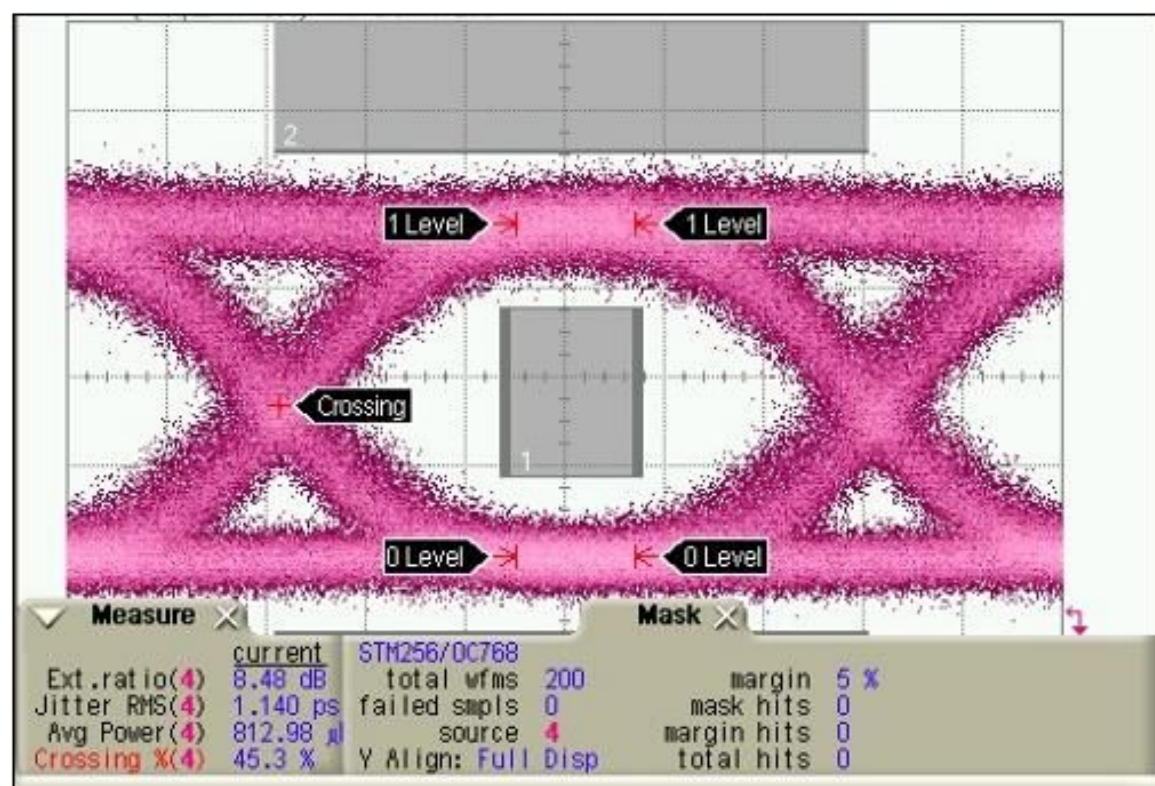 2
1 Level 1 Level
Crossing
1
0 Level 0 Level
Measure Mask
current STM256/OC768
Ext.ratio(4) 8.48 dB total wfms 200 margin 5 %
Jitter RMS(4) 1.140 ps failed smpls 0 mask hits 0
Avg Power(4) 812.98 source 4 margin hits 0
Crossing %(4) 45.3 % Y Align: Full Disp total hits 0